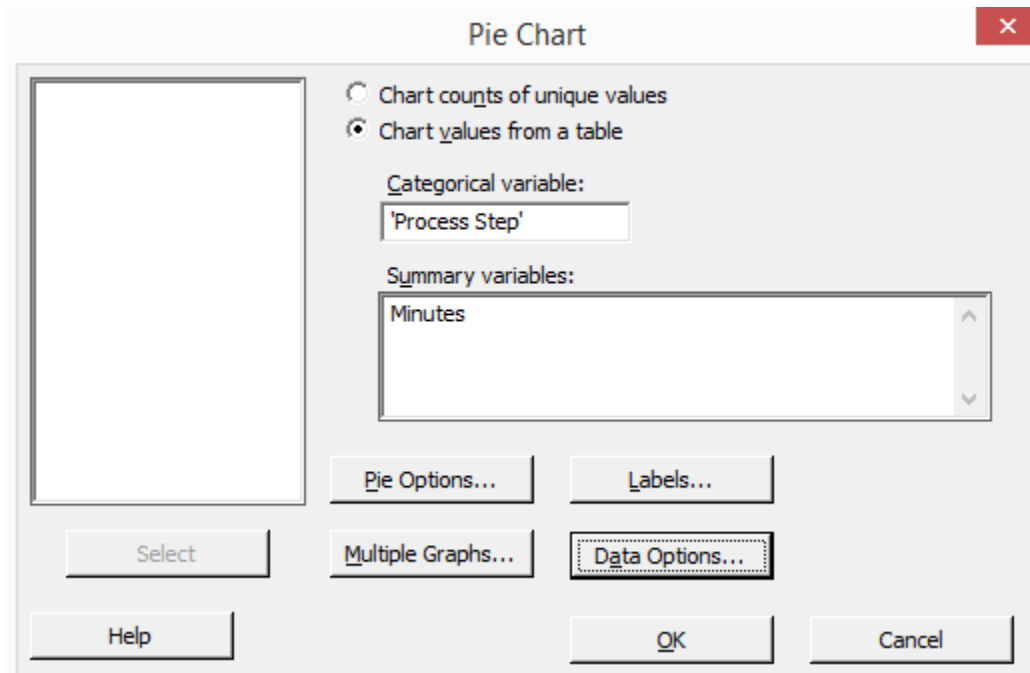 Pie Chart
Chart counts of unique values
Chart values from a table
Categorical variable:
'Process Step'
Summary variables:
Minutes
Pie Options...
Labels...
Select
Multiple Graphs...
Data Options...
Help
OK
Cancel